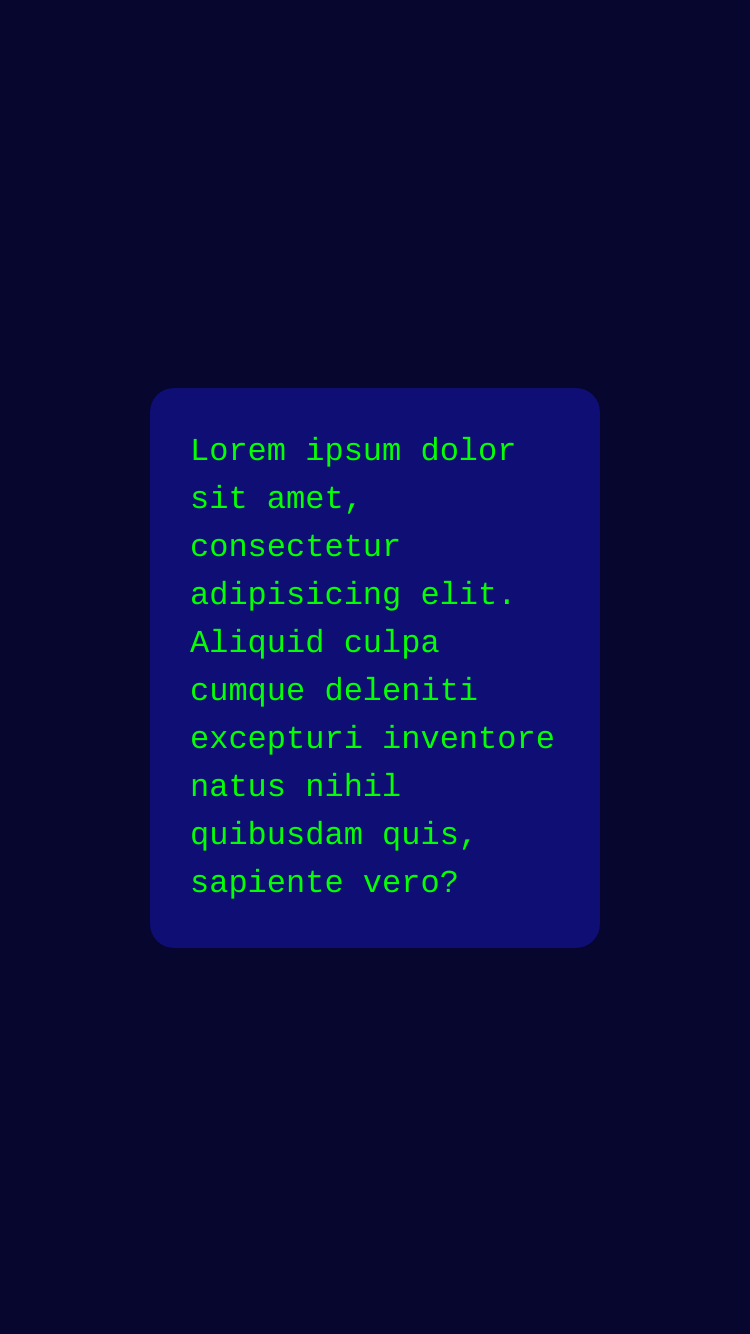 Lorem ipsum dolor
sit amet,
consectetur
adipisicing elit.
Aliquid culpa
cumque deleniti
excepturi inventore
natus nihil
quibusdam quis,
sapiente vero?